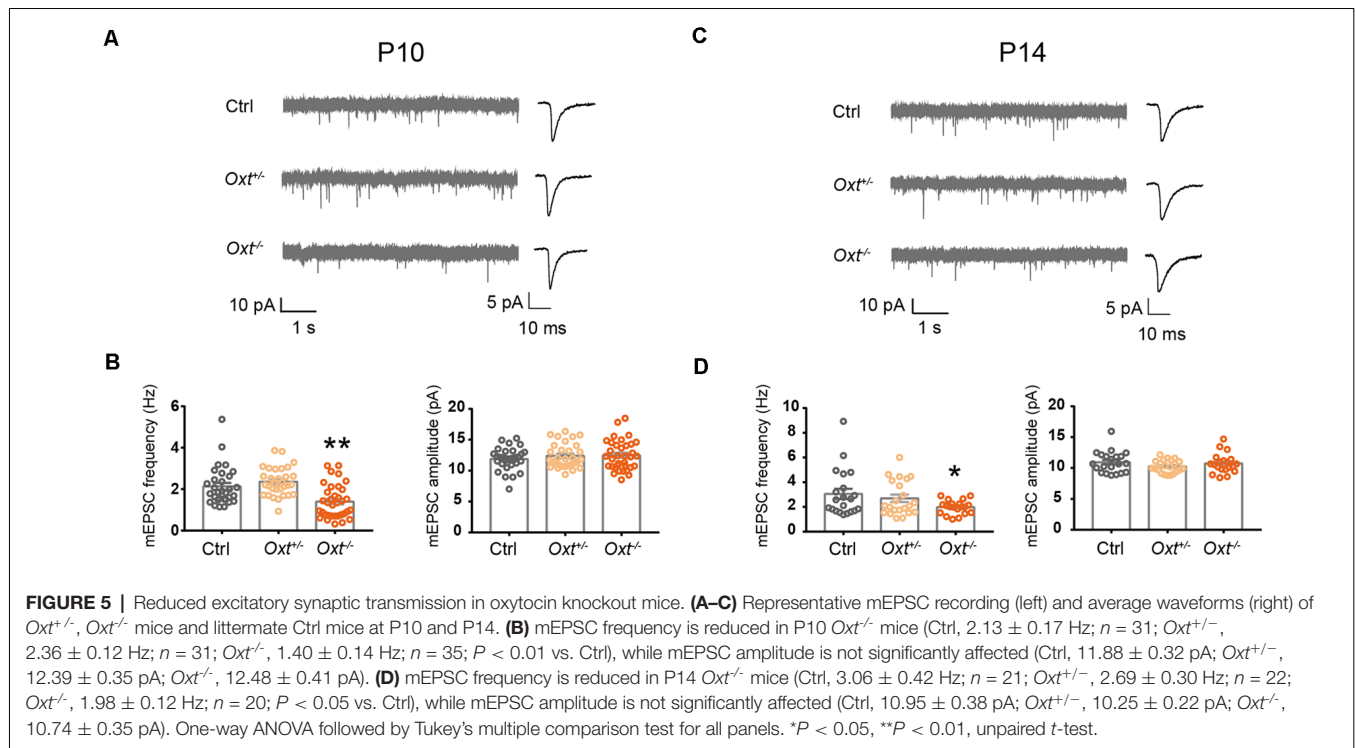 A
P10
Ctrl
Oxt+/-
Oxt-/-
10 pA
1 s
5 pA
10 ms
C
P14
Ctrl
Oxt+/-
Oxt-/-
10 pA
1 s
5 pA
10 ms
B
mEPSC frequency (Hz)
6
4
2
0
**
Ctrl
Oxt+/-
Oxt-/-
mEPSC amplitude (pA)
20
15
10
5
0
Ctrl
Oxt+/-
Oxt-/-
D
mEPSC frequency (Hz)
10
8
6
4
2
0
*
Ctrl
Oxt+/-
Oxt-/-
mEPSC amplitude (pA)
20
15
10
5
0
Ctrl
Oxt+/-
Oxt-/-
FIGURE 5 | Reduced excitatory synaptic transmission in oxytocin knockout mice. (A–C) Representative mEPSC recording (left) and average waveforms (right) of
Oxt+/-, Oxt-/- mice and littermate Ctrl mice at P10 and P14. (B) mEPSC frequency is reduced in P10 Oxt-/- mice (Ctrl, 2.13 ± 0.17 Hz; n = 31; Oxt+/−,
2.36 ± 0.12 Hz; n = 31; Oxt-/-, 1.40 ± 0.14 Hz; n = 35; P < 0.01 vs. Ctrl), while mEPSC amplitude is not significantly affected (Ctrl, 11.88 ± 0.32 pA; Oxt+/−,
12.39 ± 0.35 pA; Oxt-/-, 12.48 ± 0.41 pA). (D) mEPSC frequency is reduced in P14 Oxt-/- mice (Ctrl, 3.06 ± 0.42 Hz; n = 21; Oxt+/−, 2.69 ± 0.30 Hz; n = 22;
Oxt-/-, 1.98 ± 0.12 Hz; n = 20; P < 0.05 vs. Ctrl), while mEPSC amplitude is not significantly affected (Ctrl, 10.95 ± 0.38 pA; Oxt+/−, 10.25 ± 0.22 pA; Oxt-/-,
10.74 ± 0.35 pA). One-way ANOVA followed by Tukey’s multiple comparison test for all panels. *P < 0.05, **P < 0.01, unpaired t-test.